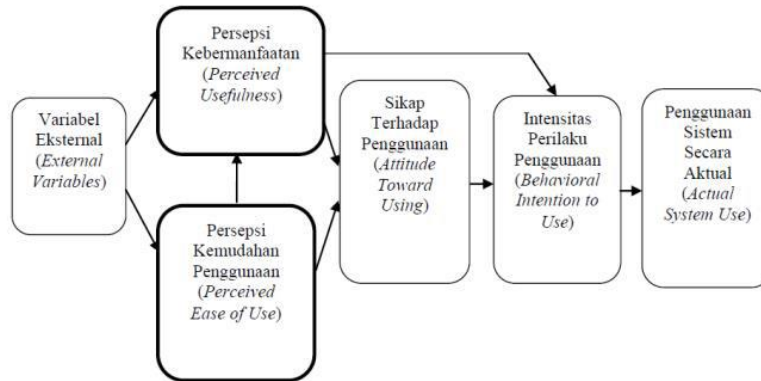 Variabel
Eksternal
(External
Variables)
Persepsi
Kebermanfaatan
(Perceived
Usefulness)
Persepsi
Kemudahan
Penggunaan
(Perceived
Ease of Use)
Sikap
Terhadap
Penggunaan
(Attitude
Toward
Using)
Intensitas
Perilaku
Penggunaan
(Behavioral
Intention to
Use)
Penggunaan
Sistem
Secara
Aktual
(Actual
System Use)